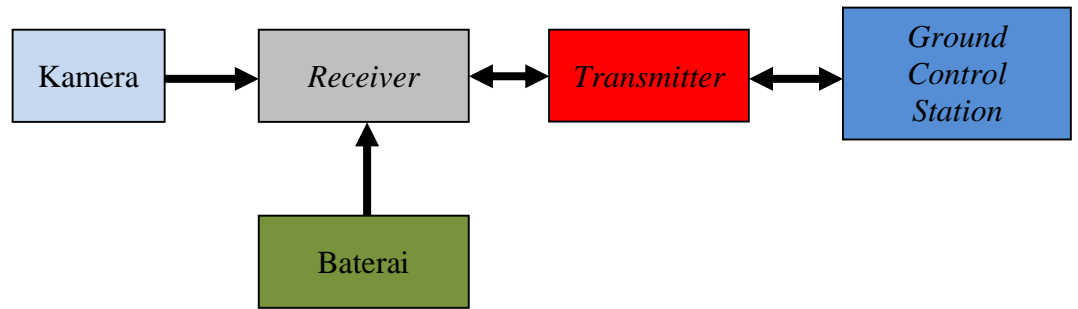 Kamera
Receiver
Transmitter
Ground
Control
Station
Baterai